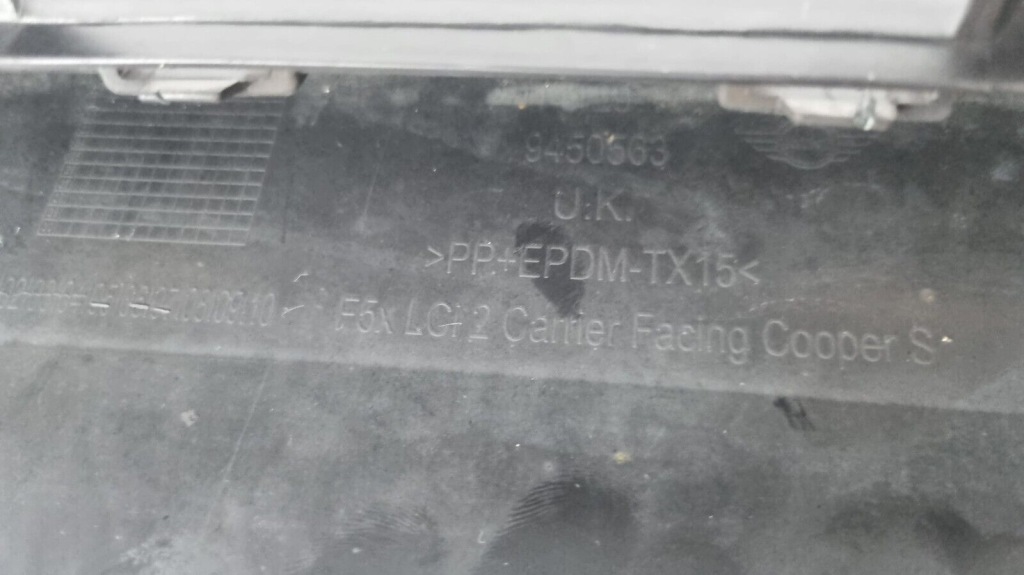 9450563
U.K.
>PP+EPDM-TX15<
F5x LCI 2 Carrier Facing Cooper S